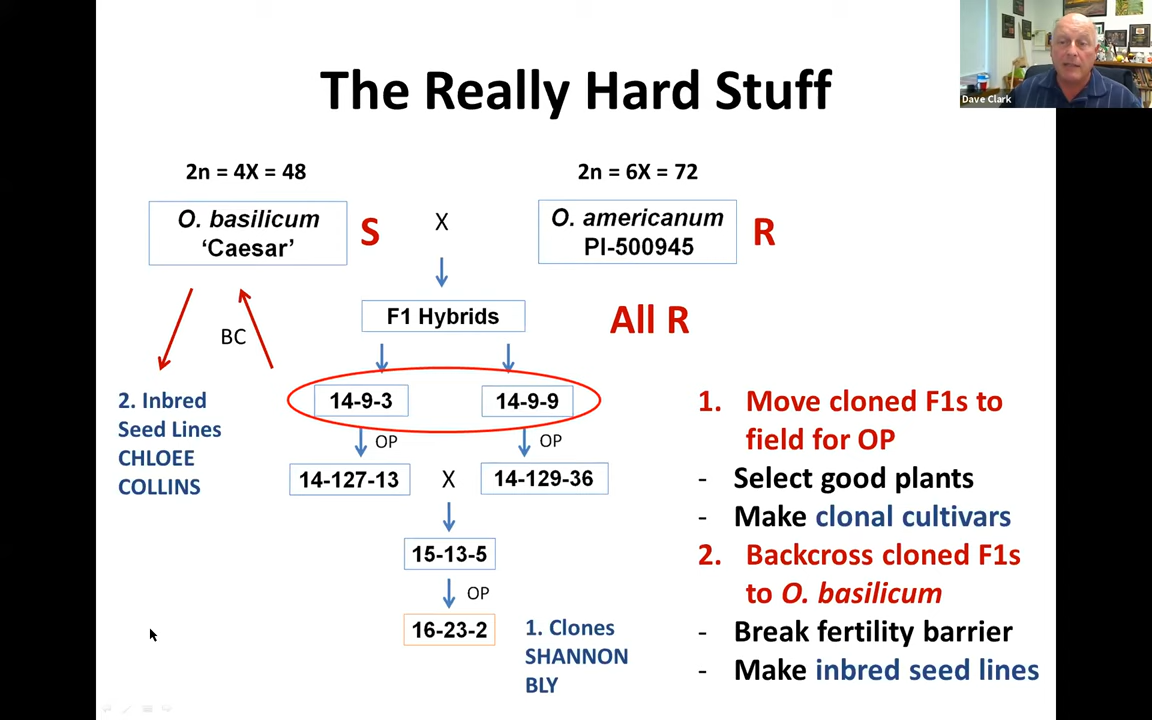 The Really Hard Stuff
Dave Clark
2n = 4X = 48
2n = 6X = 72
O. basilicum
‘Caesar’
S
X
O. americanum
PI-500945
R
F1 Hybrids
All R
BC
14-9-3
14-9-9
OP
OP
14-127-13
X
14-129-36
15-13-5
OP
16-23-2
2. Inbred
Seed Lines
CHLOEE
COLLINS
1. Clones
SHANNON
BLY
1. Move cloned F1s to
field for OP
- Select good plants
- Make clonal cultivars
2. Backcross cloned F1s
to O. basilicum
- Break fertility barrier
- Make inbred seed lines